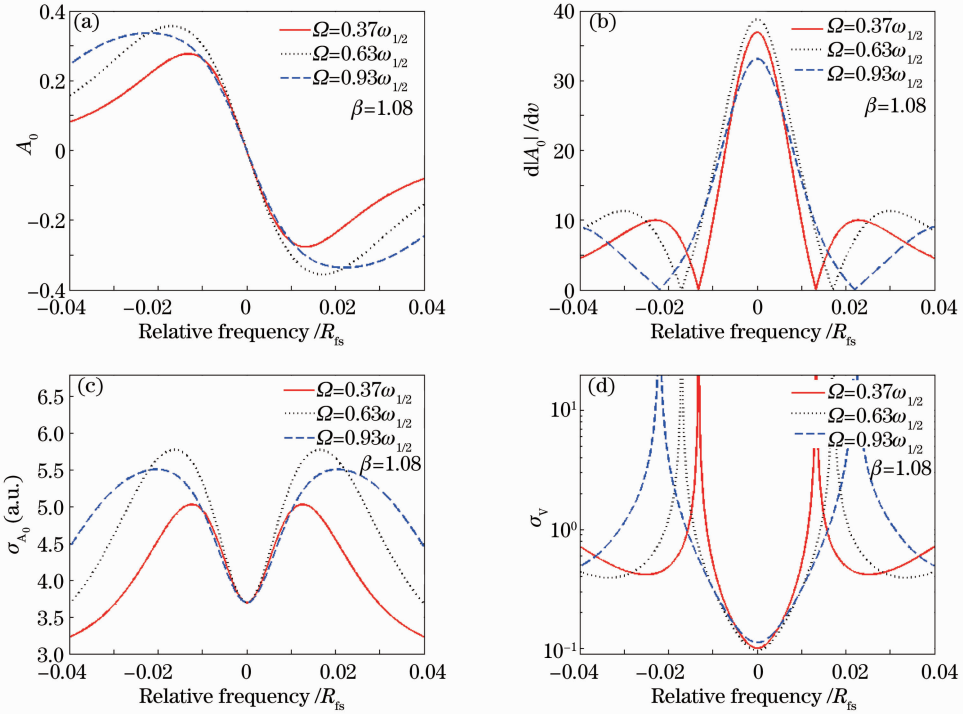 (a)
Ω=0.37ω1/2
Ω=0.63ω1/2
Ω=0.93ω1/2
β=1.08
0.4
0.2
0
−0.2
−0.4
A0
−0.04 −0.02 0 0.02 0.04
Relative frequency /Rfs
(b)
Ω=0.37ω1/2
Ω=0.63ω1/2
Ω=0.93ω1/2
β=1.08
40
30
20
10
0
d|A0| /dv
−0.04 −0.02 0 0.02 0.04
Relative frequency /Rfs
(c)
Ω=0.37ω1/2
Ω=0.63ω1/2
Ω=0.93ω1/2
β=1.08
6.5
6.0
5.5
5.0
4.5
4.0
3.5
3.0
σA0 (a.u.)
−0.04 −0.02 0 0.02 0.04
Relative frequency /Rfs
(d)
Ω=0.37ω1/2
Ω=0.63ω1/2
Ω=0.93ω1/2
β=1.08
10^1
10^0
10^−1
σV
−0.04 −0.02 0 0.02 0.04
Relative frequency /Rfs